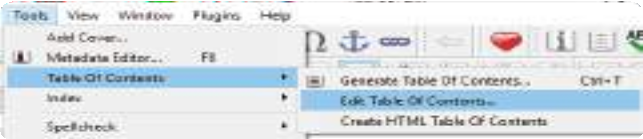 Tools View Window Plugins Help
Add Cover...
Metadata Editor... F8
Table Of Contents
Index
Spellcheck
Generate Table Of Contents... Ctrl+T
Edit Table Of Contents...
Create HTML Table Of Contents